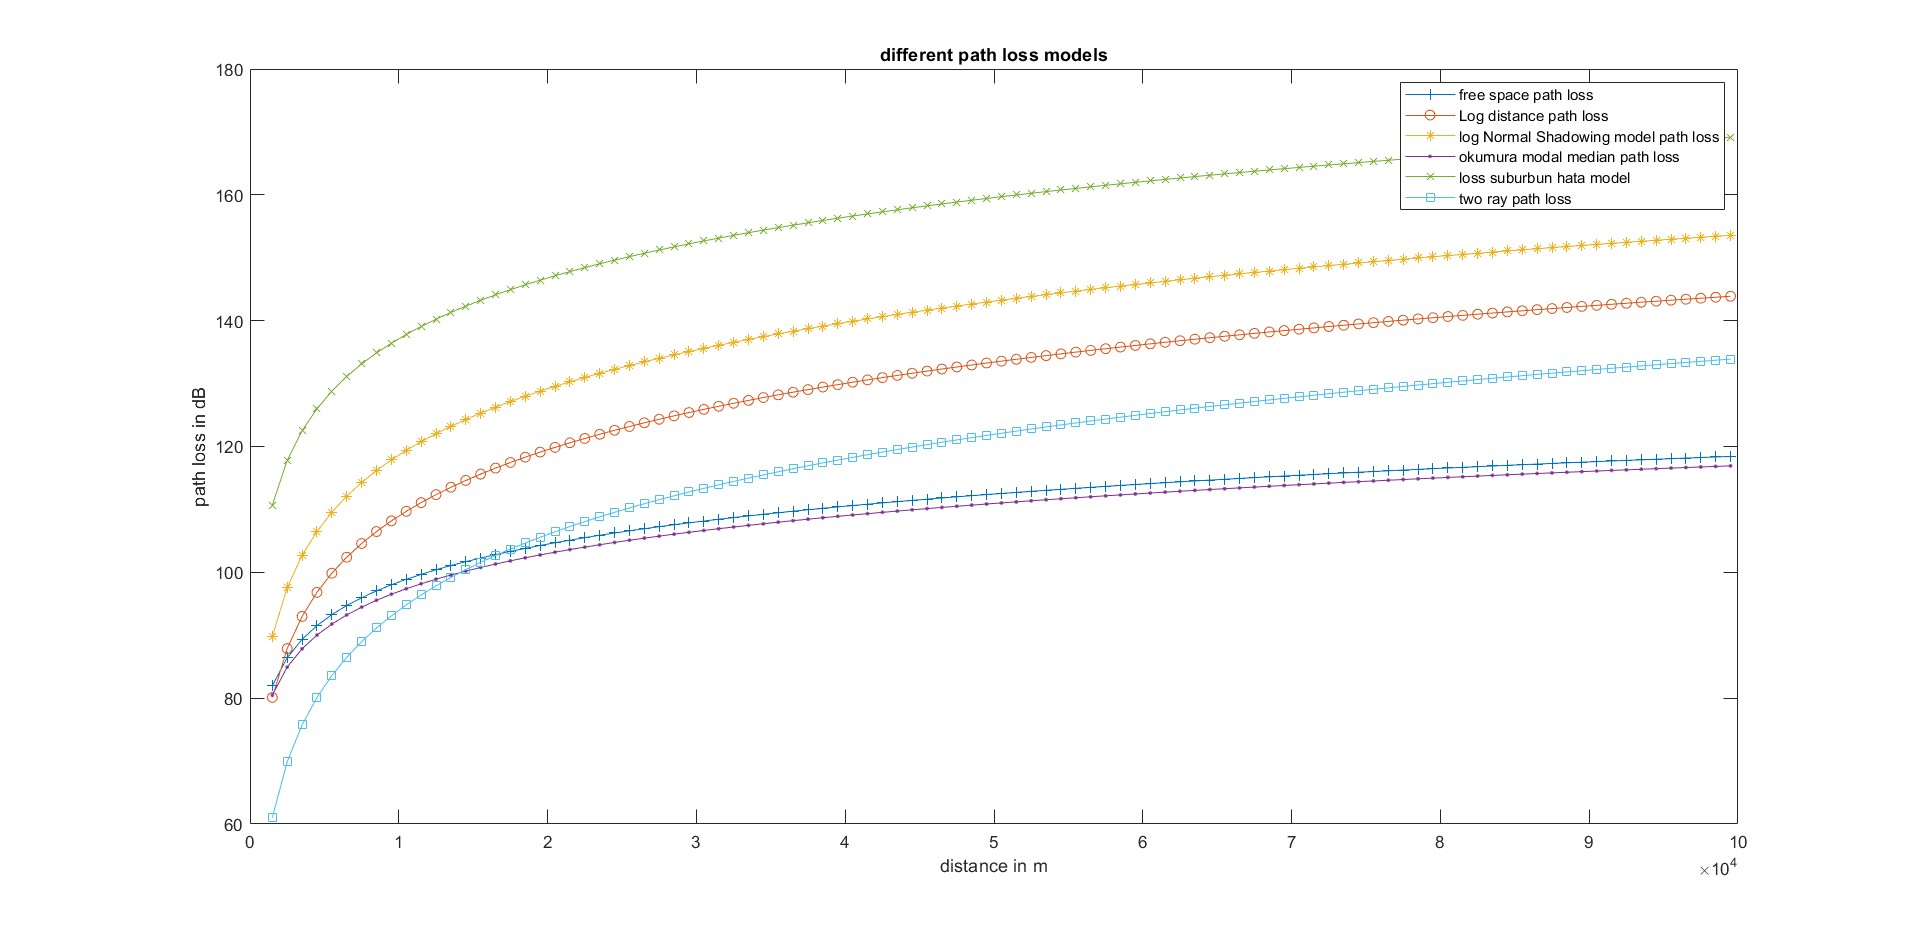 different path loss models
180
160
140
120
100
80
60
path loss in dB
free space path loss
Log distance path loss
log Normal Shadowing model path loss
okumura modal median path loss
loss suburbun hata model
two ray path loss
0 1 2 3 4 5 6 7 8 9 10
distance in m
×10⁴